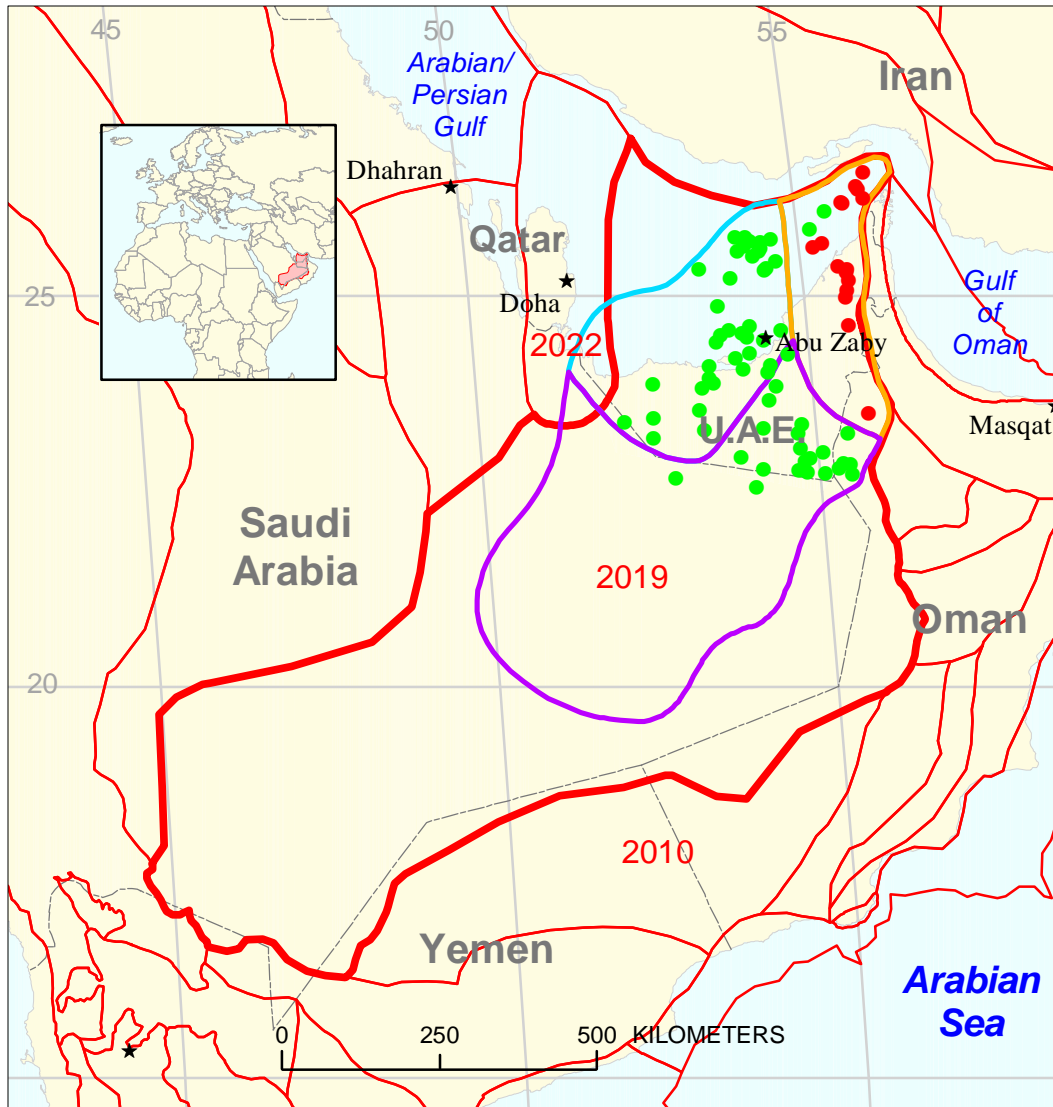 45
50
55
Arabian/
Persian
Gulf
Iran
Dhahran
Qatar
Doha
25
2022
Abu Zaby
Gulf
of
Oman
Masqat
U.A.E.
Saudi
Arabia
2019
Oman
20
2010
Yemen
Arabian
Sea
0 250 500 KILOMETERS